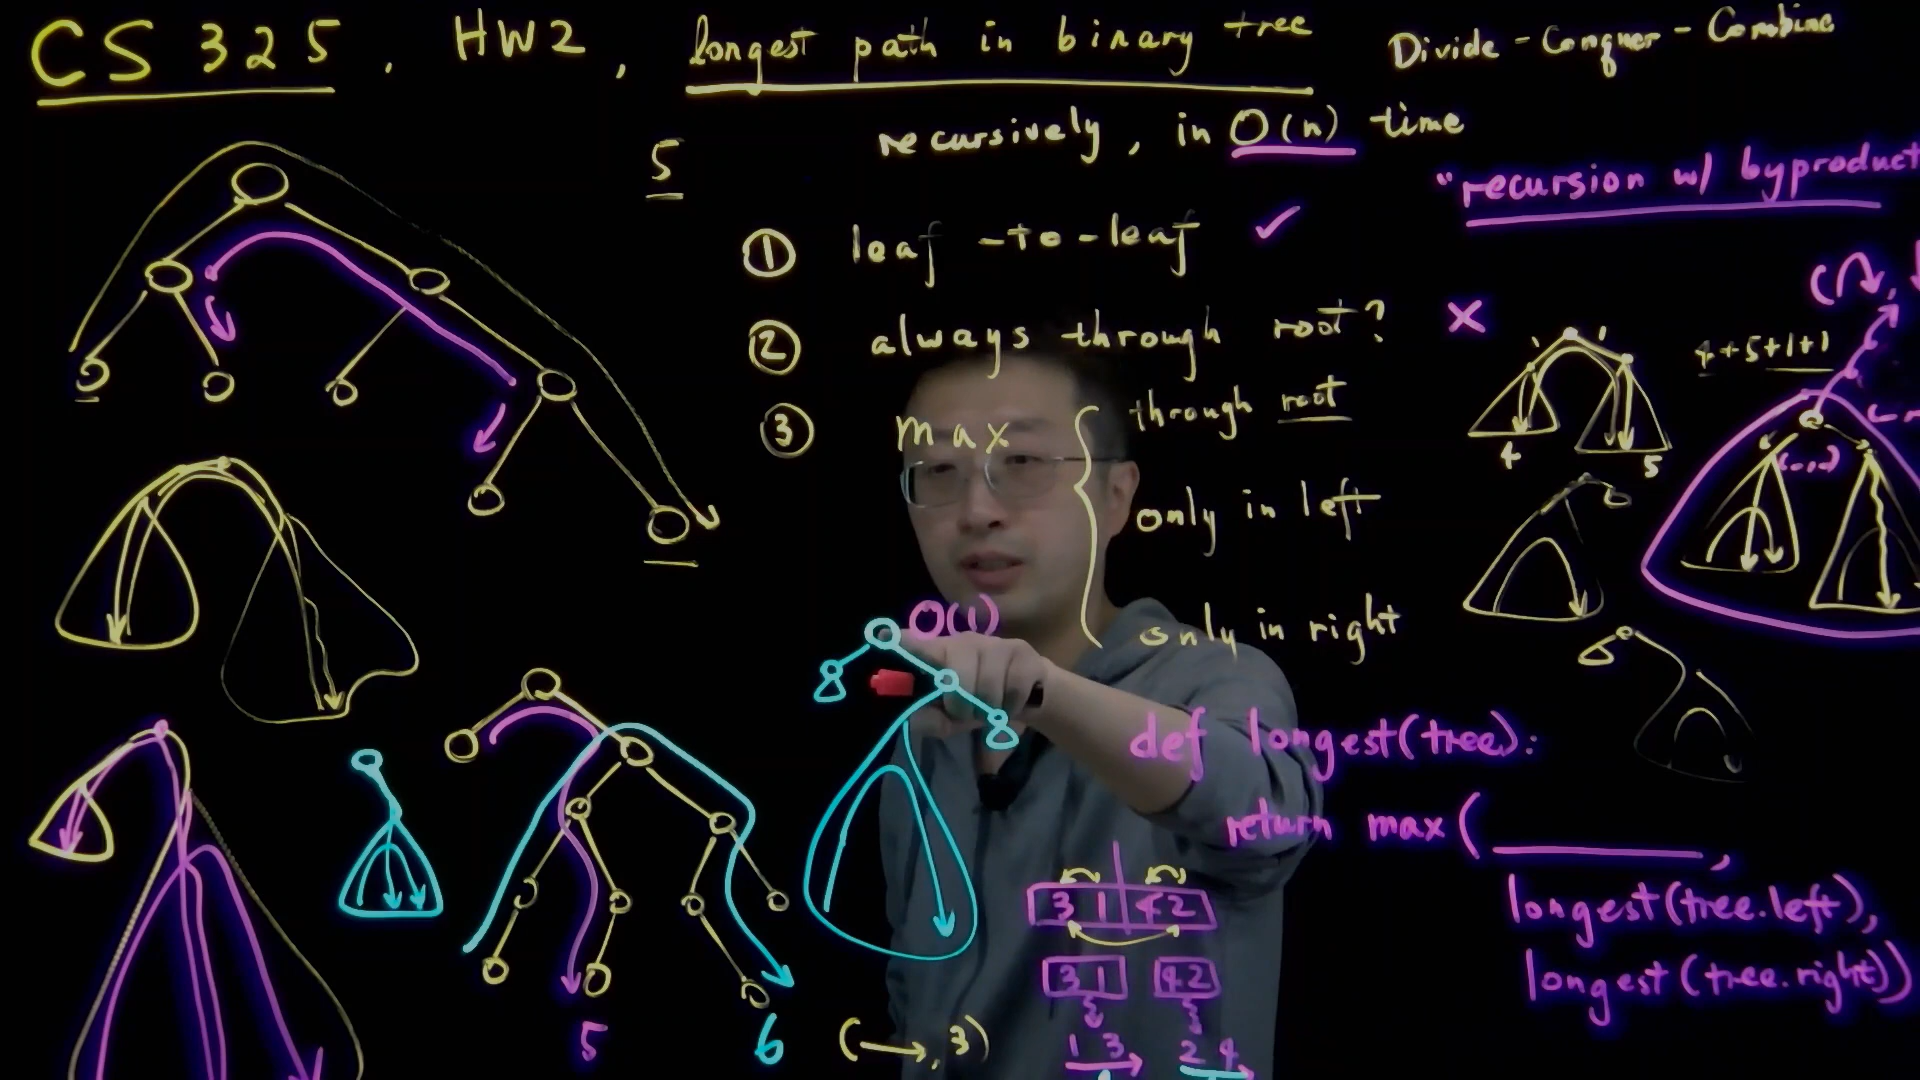 CS 325, HW2, longest path in binary tree
Divide - Conquer - Combine
recursively, in O(n) time
5
"recursion w/ byproduct
① leaf -to-leaf ✓
② always through root? ×
③ max {
through root
only in left
only in right
4+5+1+1
4
5
O(1)
def longest(tree):
return max( ______,
longest(tree.left),
longest(tree.right))
3 1 4 2
3 1
4 2
1 3
2 4
5
6
(→, 3)